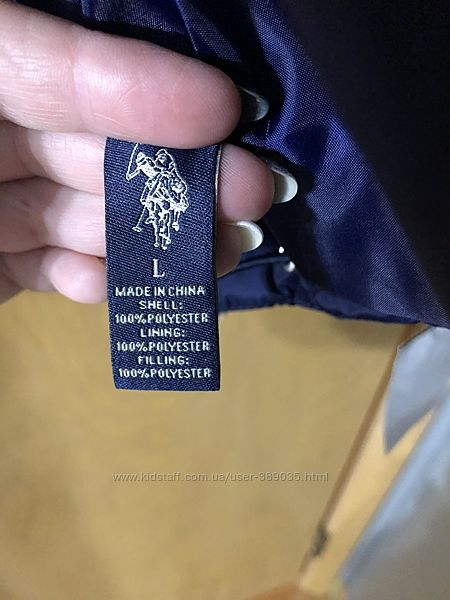 L
MADE IN CHINA
SHELL:
100% POLYESTER
LINING:
100% POLYESTER
FILLING:
100% POLYESTER
www.kidstaff.com.ua/user-389035.html